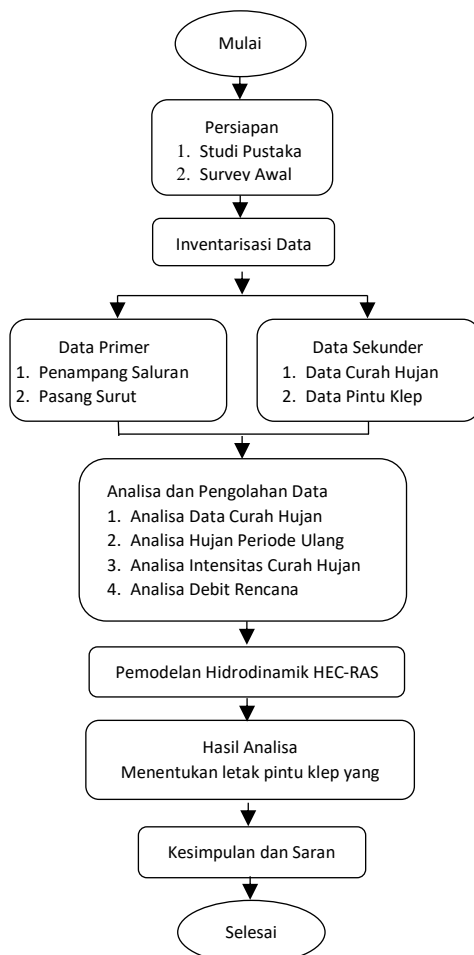 Mulai
Persiapan
1. Studi Pustaka
2. Survey Awal
Inventarisasi Data
Data Primer
1. Penampang Saluran
2. Pasang Surut
Data Sekunder
1. Data Curah Hujan
2. Data Pintu Klep
Analisa dan Pengolahan Data
1. Analisa Data Curah Hujan
2. Analisa Hujan Periode Ulang
3. Analisa Intensitas Curah Hujan
4. Analisa Debit Rencana
Pemodelan Hidrodinamik HEC-RAS
Hasil Analisa
Menentukan letak pintu klep yang
Kesimpulan dan Saran
Selesai